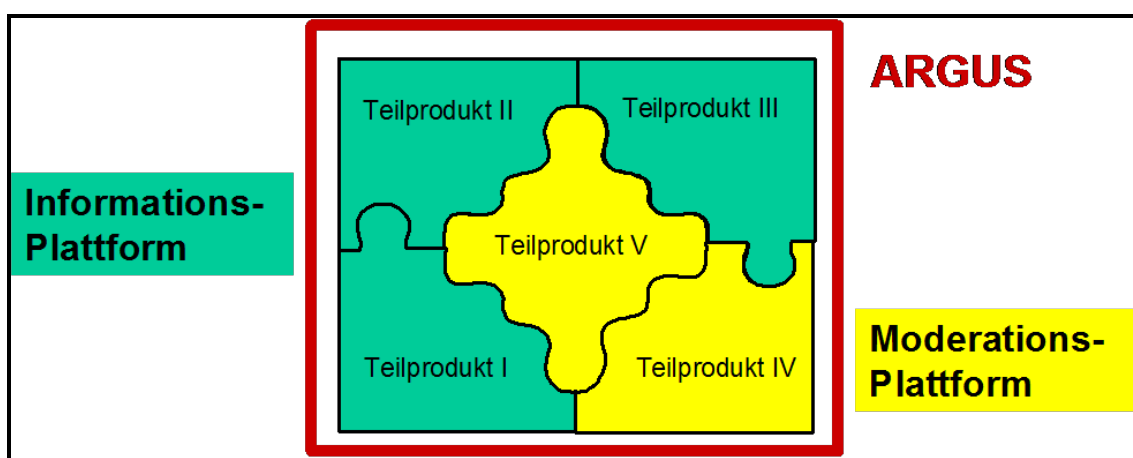 ARGUS
Teilprodukt II
Teilprodukt III
Informations-
Plattform
Teilprodukt V
Teilprodukt I
Teilprodukt IV
Moderations-
Plattform